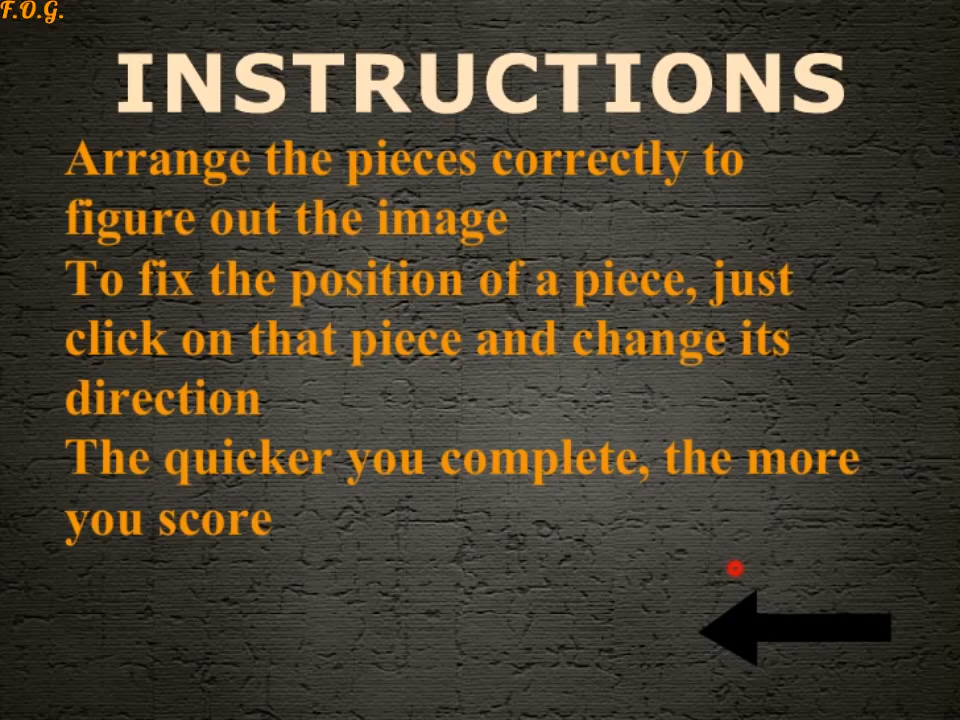 F.O.G.
INSTRUCTIONS
Arrange the pieces correctly to
figure out the image
To fix the position of a piece, just
click on that piece and change its
direction
The quicker you complete, the more
you score